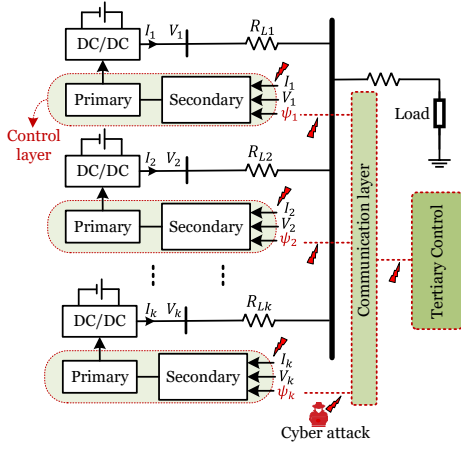 I1 V1 RL1
DC/DC
I1
Primary Secondary V1
ψ1
Control layer
Load
I2 V2 RL2
DC/DC
I2
Primary Secondary V2
ψ2
Communication layer
Tertiary Control
Ik Vk RLk
DC/DC
Ik
Primary Secondary Vk
ψk
Cyber attack